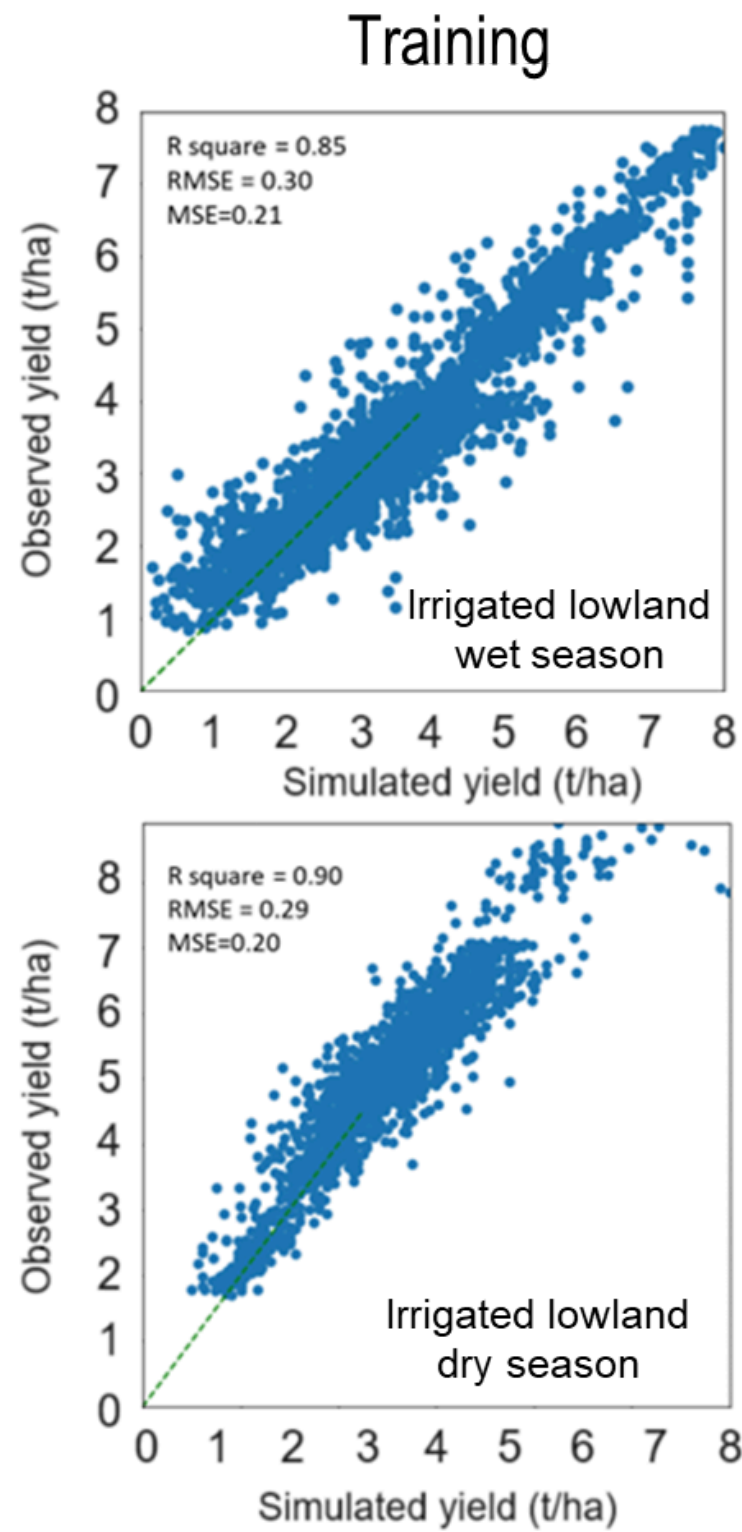 Training
8
7
6
5
4
3
2
1
0
Observed yield (t/ha)
R square = 0.85
RMSE = 0.30
MSE=0.21
Irrigated lowland
wet season
0 1 2 3 4 5 6 7 8
Simulated yield (t/ha)
8
7
6
5
4
3
2
1
0
Observed yield (t/ha)
R square = 0.90
RMSE = 0.29
MSE=0.20
Irrigated lowland
dry season
0 1 2 3 4 5 6 7 8
Simulated yield (t/ha)